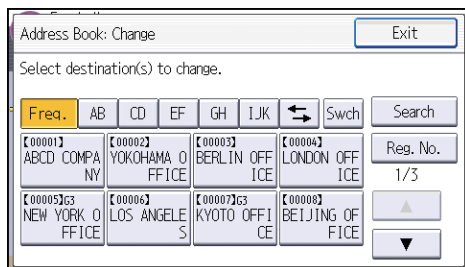 Address Book: Change
Exit
Select destination(s) to change.
Freq. AB CD EF GH IJK Swch Search
Reg. No.
1/3
【00001】
ABCD COMPA
NY
【00002】
YOKOHAMA O
FFICE
【00003】
BERLIN OFF
ICE
【00004】
LONDON OFF
ICE
【00005】G3
NEW YORK O
FFICE
【00006】
LOS ANGELE
S
【00007】G3
KYOTO OFFI
CE
【00008】
BEIJING OF
FICE